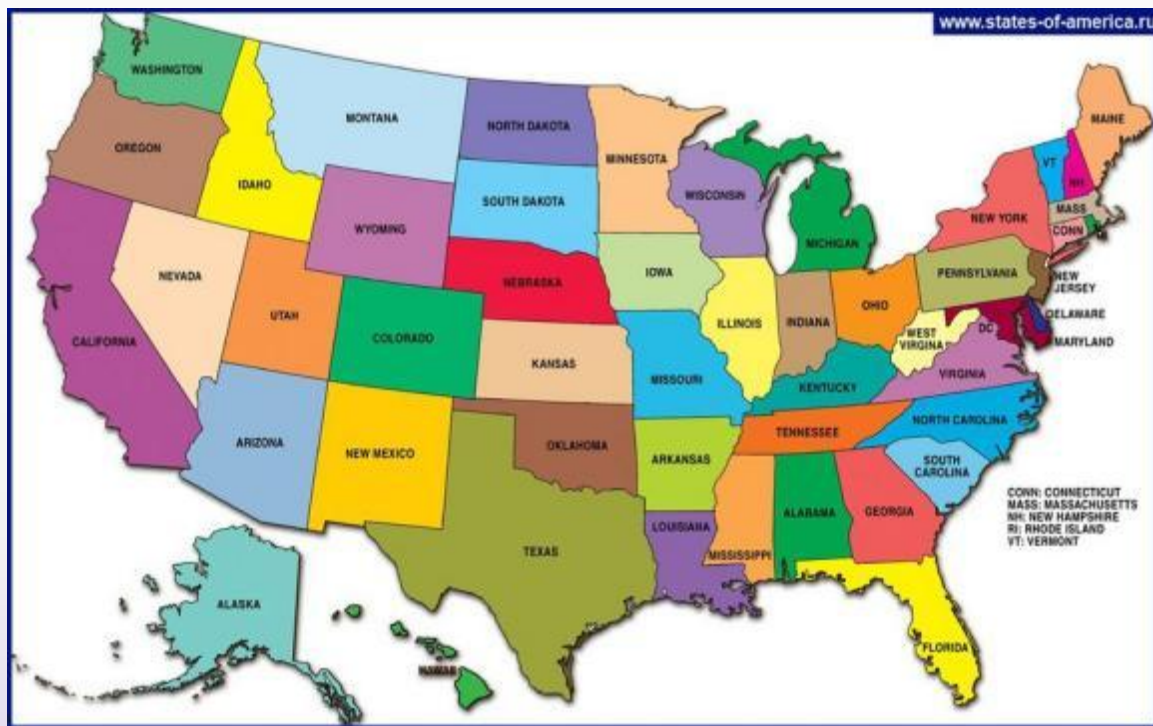 www.states-of-america.ru
WASHINGTON
MONTANA
NORTH DAKOTA
MINNESOTA
MAINE
OREGON
IDAHO
VT
NH
WISCONSIN
SOUTH DAKOTA
MASS
NEW YORK
WYOMING
CONN
MICHIGAN
IOWA
PENNSYLVANIA
NEVADA
NEBRASKA
NEW
JERSEY
UTAH
ILLINOIS
INDIANA
OHIO
DELAWARE
DC
COLORADO
WEST
VIRGINA
MARYLAND
CALIFORNIA
KANSAS
MISSOURI
KENTUCKY
VIRGINIA
NORTH CAROLINA
TENNESSEE
ARIZONA
NEW MEXICO
OKLAHOMA
ARKANSAS
SOUTH
CAROLINA
CONN: CONNECTICUT
MASS: MASSACHUSETTS
NH: NEW HAMPSHIRE
RI: RHODE ISLAND
VT: VERMONT
ALABAMA
GEORGIA
LOUISIANA
MISSISSIPPI
TEXAS
ALASKA
FLORIDA
HAWAII